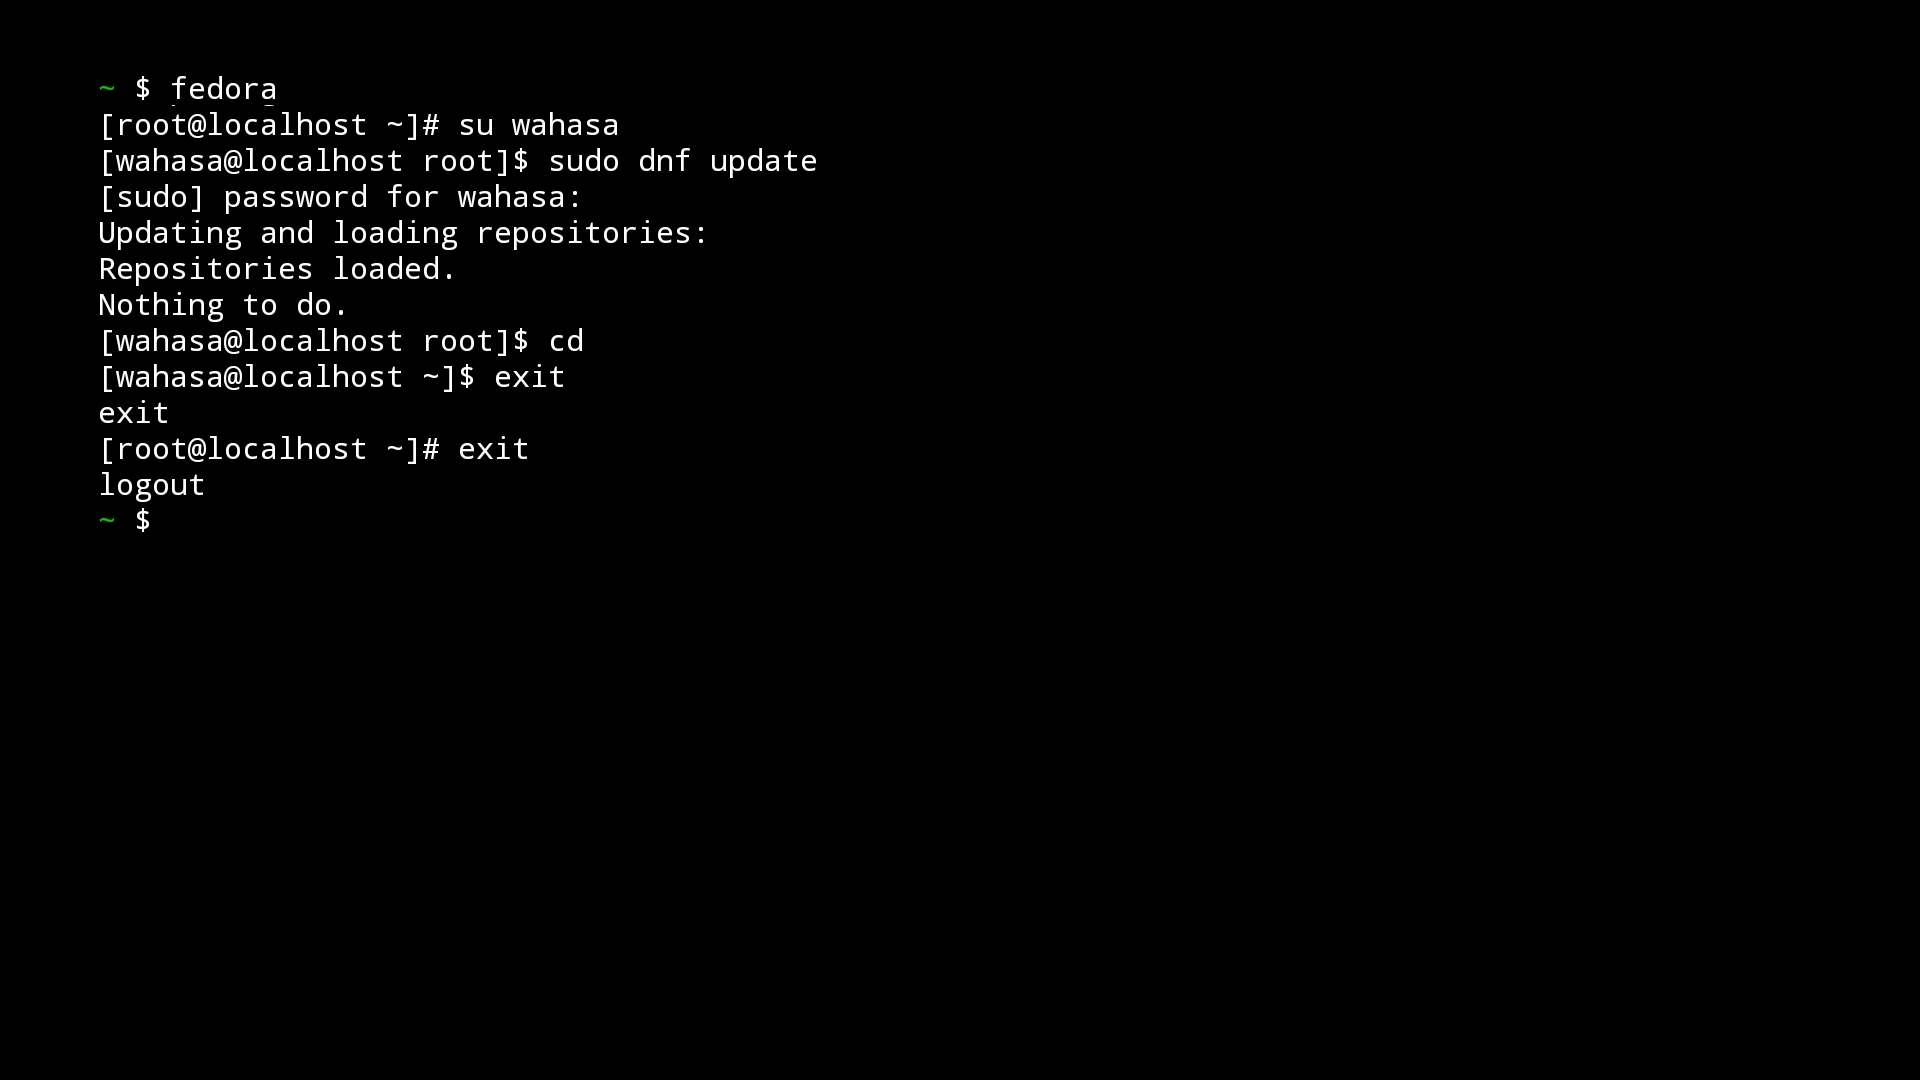 ~ $ fedora
[root@localhost ~]# su wahasa
[wahasa@localhost root]$ sudo dnf update
[sudo] password for wahasa:
Updating and loading repositories:
Repositories loaded.
Nothing to do.
[wahasa@localhost root]$ cd
[wahasa@localhost ~]$ exit
exit
[root@localhost ~]# exit
logout
~ $